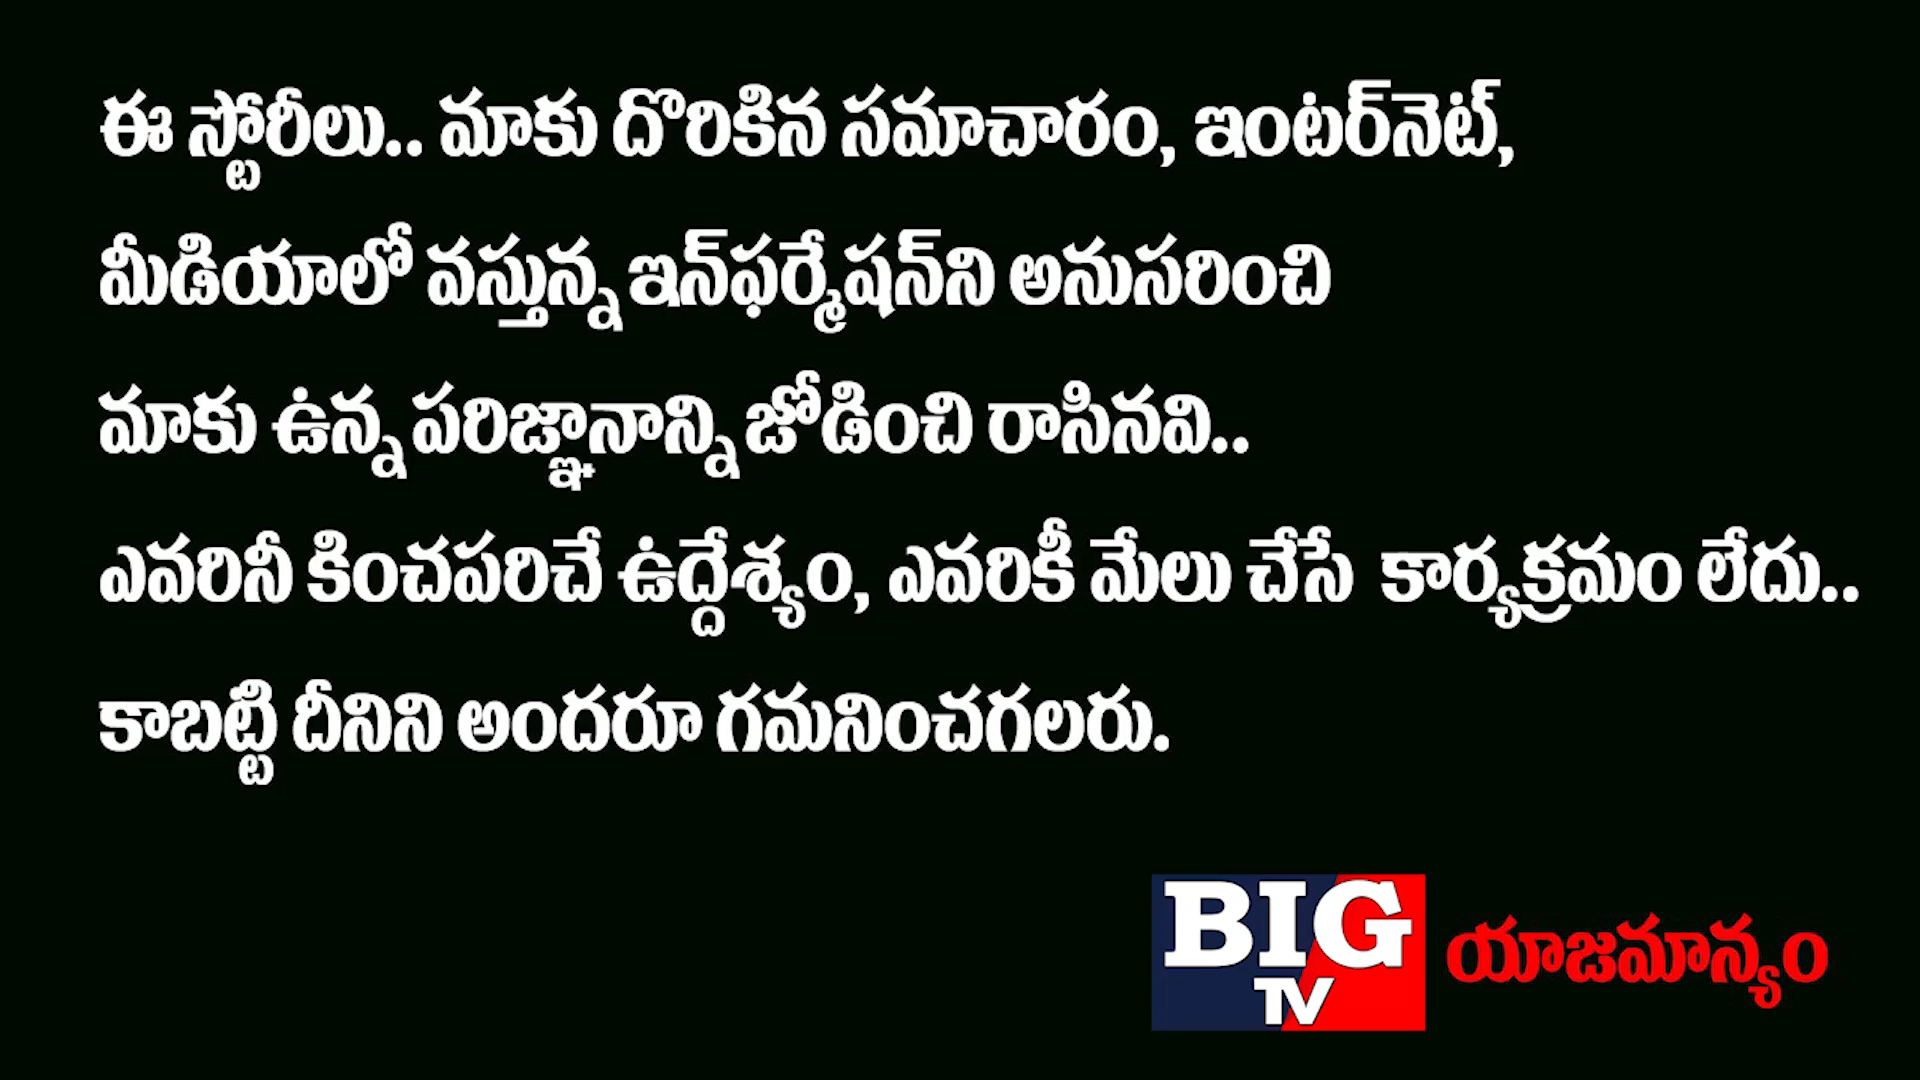 ఈ స్టోరీలు.. మాకు దొరికిన సమాచారం, ఇంటర్‌నెట్,
మీడియాలో వస్తున్న ఇన్‌ఫర్మేషన్‌ని అనుసరించి
మాకు ఉన్న పరిజ్ఞానాన్ని జోడించి రాసినవి..
ఎవరినీ కించపరిచే ఉద్దేశ్యం, ఎవరికీ మేలు చేసే కార్యక్రమం లేదు..
కాబట్టి దీనిని అందరూ గమనించగలరు.
BIG
TV
యాజమాన్యం